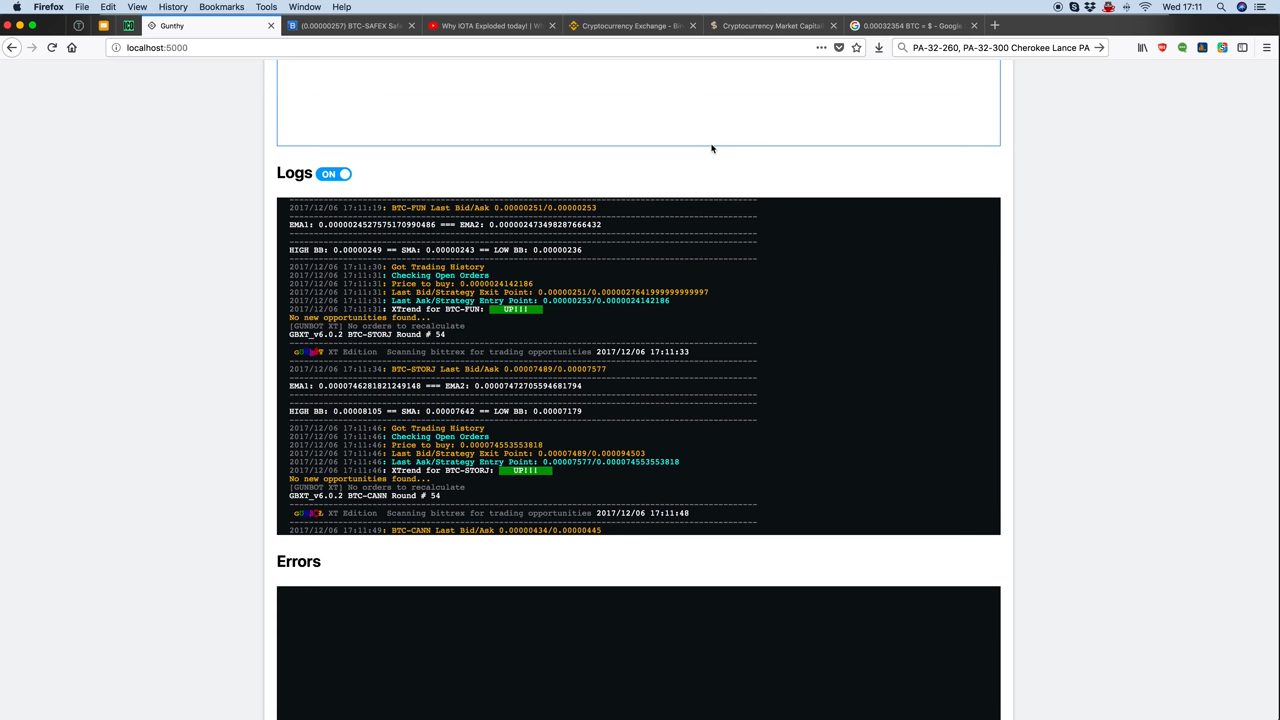 Firefox File Edit View History Bookmarks Tools Window Help Wed 17:11
Gunthy
(0.00000257) BTC-SAFEX Safe
Why IOTA Exploded today! | Wh
Cryptocurrency Exchange - Bin
Cryptocurrency Market Capital
0.00032354 BTC = $ - Google
localhost:5000
PA-32-260, PA-32-300 Cherokee Lance PA
Logs ON
2017/12/06 17:11:19: BTC-FUN Last Bid/Ask 0.00000251/0.00000253
EMA1: 0.0000024527575170990486 === EMA2: 0.000002473498287666432
HIGH BB: 0.00000249 == SMA: 0.00000243 == LOW BB: 0.00000236
2017/12/06 17:11:30: Got Trading History
2017/12/06 17:11:31: Checking Open Orders
2017/12/06 17:11:31: Price to buy: 0.0000024142186
2017/12/06 17:11:31: Last Bid/Strategy Exit Point: 0.00000251/0.0000027641999999999997
2017/12/06 17:11:31: Last Ask/Strategy Entry Point: 0.00000253/0.0000024142186
2017/12/06 17:11:31: XTrend for BTC-FUN: UP!!!
No new opportunities found...
[GUNBOT XT] No orders to recalculate
GBXT_v6.0.2 BTC-STORJ Round # 54
GUNBOT XT Edition Scanning bittrex for trading opportunities 2017/12/06 17:11:33
2017/12/06 17:11:34: BTC-STORJ Last Bid/Ask 0.00007489/0.00007577
EMA1: 0.0000746281821249148 === EMA2: 0.00007472705594681794
HIGH BB: 0.00008105 == SMA: 0.00007642 == LOW BB: 0.00007179
2017/12/06 17:11:46: Got Trading History
2017/12/06 17:11:46: Checking Open Orders
2017/12/06 17:11:46: Price to buy: 0.000074553553818
2017/12/06 17:11:46: Last Bid/Strategy Exit Point: 0.00007489/0.000094503
2017/12/06 17:11:46: Last Ask/Strategy Entry Point: 0.00007577/0.000074553553818
2017/12/06 17:11:46: XTrend for BTC-STORJ: UP!!!
No new opportunities found...
[GUNBOT XT] No orders to recalculate
GBXT_v6.0.2 BTC-CANN Round # 54
XT Edition Scanning bittrex for trading opportunities 2017/12/06 17:11:48
2017/12/06 17:11:49: BTC-CANN Last Bid/Ask 0.00000434/0.00000445
Errors